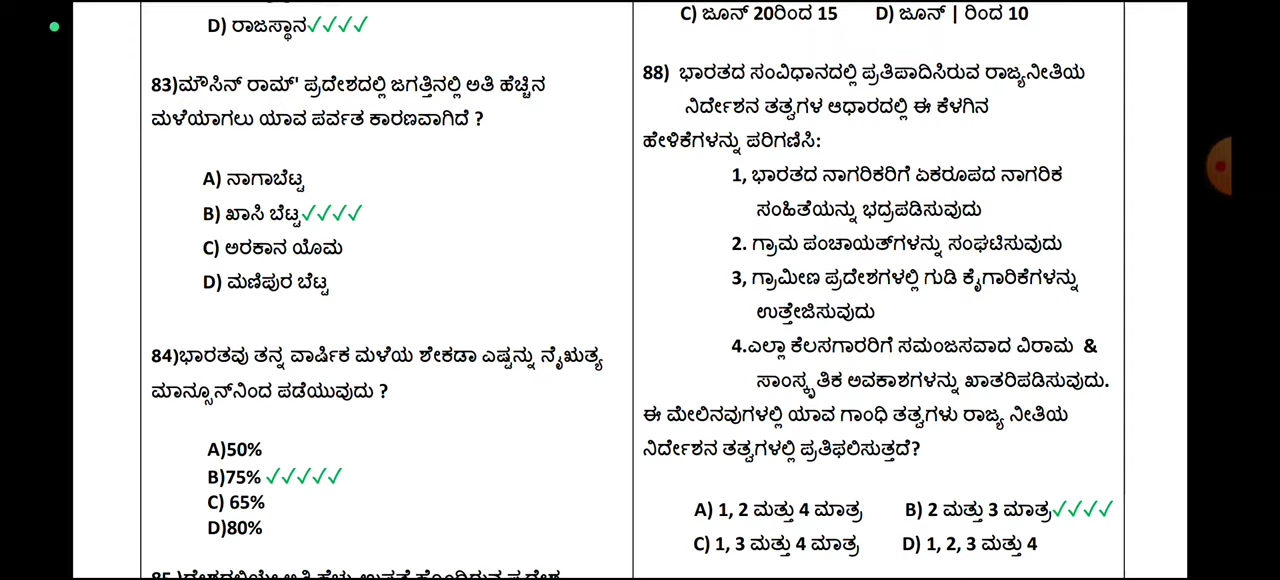 D) ರಾಜಸ್ಥಾನ✓✓✓✓
83)ಮೌಸಿನ್ ರಾಮ್' ಪ್ರದೇಶದಲ್ಲಿ ಜಗತ್ತಿನಲ್ಲಿ ಅತಿ ಹೆಚ್ಚಿನ
ಮಳೆಯಾಗಲು ಯಾವ ಪರ್ವತ ಕಾರಣವಾಗಿದೆ ?
A) ನಾಗಾಬೆಟ್ಟ
B) ಖಾಸಿ ಬೆಟ್ಟ✓✓✓✓
C) ಅರಕಾನ ಯೊಮ
D) ಮಣಿಪುರ ಬೆಟ್ಟ
84)ಭಾರತವು ತನ್ನ ವಾರ್ಷಿಕ ಮಳೆಯ ಶೇಕಡಾ ಎಷ್ಟನ್ನು ನೈಋತ್ಯ
ಮಾನ್ಸೂನ್‌ನಿಂದ ಪಡೆಯುವುದು ?
A)50%
B)75% ✓✓✓✓✓
C) 65%
D)80%
C) ಜೂನ್ 20ರಿಂದ 15 D) ಜೂನ್ | ರಿಂದ 10
88) ಭಾರತದ ಸಂವಿಧಾನದಲ್ಲಿ ಪ್ರತಿಪಾದಿಸಿರುವ ರಾಜ್ಯನೀತಿಯ
ನಿರ್ದೇಶನ ತತ್ವಗಳ ಆಧಾರದಲ್ಲಿ ಈ ಕೆಳಗಿನ
ಹೇಳಿಕೆಗಳನ್ನು ಪರಿಗಣಿಸಿ:
1, ಭಾರತದ ನಾಗರಿಕರಿಗೆ ಏಕರೂಪದ ನಾಗರಿಕ
ಸಂಹಿತೆಯನ್ನು ಭದ್ರಪಡಿಸುವುದು
2. ಗ್ರಾಮ ಪಂಚಾಯತ್‌ಗಳನ್ನು ಸಂಘಟಿಸುವುದು
3, ಗ್ರಾಮೀಣ ಪ್ರದೇಶಗಳಲ್ಲಿ ಗುಡಿ ಕೈಗಾರಿಕೆಗಳನ್ನು
ಉತ್ತೇಜಿಸುವುದು
4.ಎಲ್ಲಾ ಕೆಲಸಗಾರರಿಗೆ ಸಮಂಜಸವಾದ ವಿರಾಮ &
ಸಾಂಸ್ಕೃತಿಕ ಅವಕಾಶಗಳನ್ನು ಖಾತರಿಪಡಿಸುವುದು.
ಈ ಮೇಲಿನವುಗಳಲ್ಲಿ ಯಾವ ಗಾಂಧಿ ತತ್ವಗಳು ರಾಜ್ಯ ನೀತಿಯ
ನಿರ್ದೇಶನ ತತ್ವಗಳಲ್ಲಿ ಪ್ರತಿಫಲಿಸುತ್ತದೆ?
A) 1, 2 ಮತ್ತು 4 ಮಾತ್ರ B) 2 ಮತ್ತು 3 ಮಾತ್ರ✓✓✓✓
C) 1, 3 ಮತ್ತು 4 ಮಾತ್ರ D) 1, 2, 3 ಮತ್ತು 4